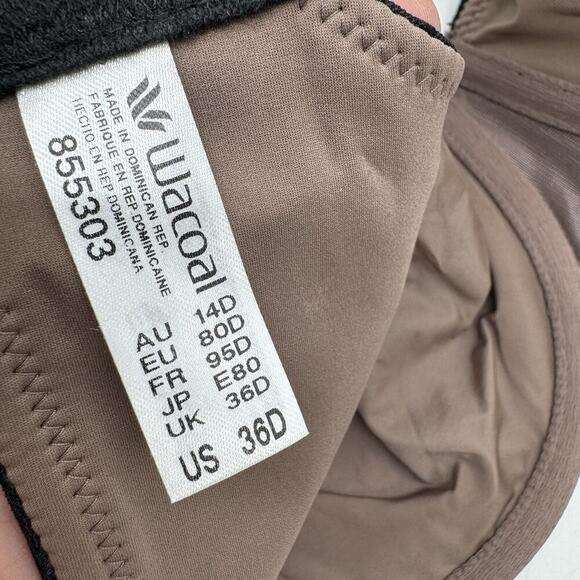 wacoal
MADE IN DOMINICAN REP.
FABRIQUE EN REP. DOMINICAINE
HECHO EN REP. DOMINICANA
855303
AU 14D
EU 80D
FR 95D
JP E80
UK 36D
US 36D